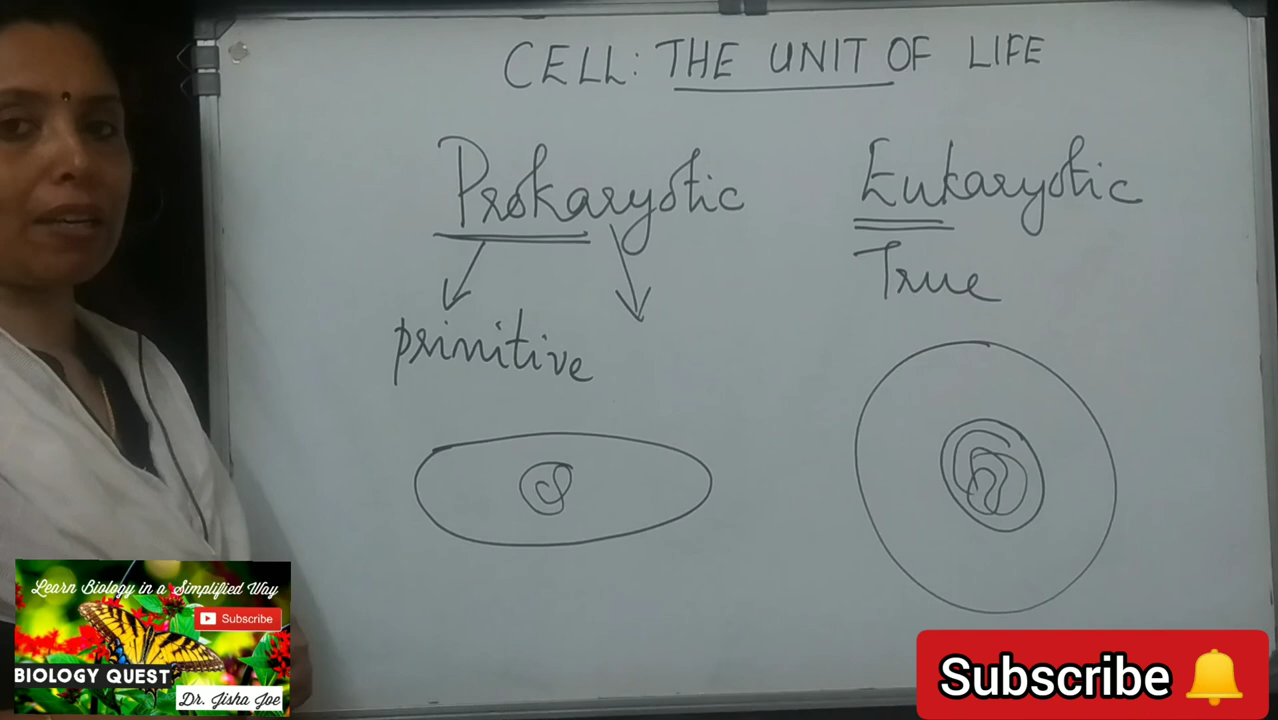 CELL: THE UNIT OF LIFE
Prokaryotic Eukaryotic
True
prinitive
Learn Biology in a Simplified Way
Subscribe
BIOLOGY QUEST
Dr. Jisha Joe
Subscribe